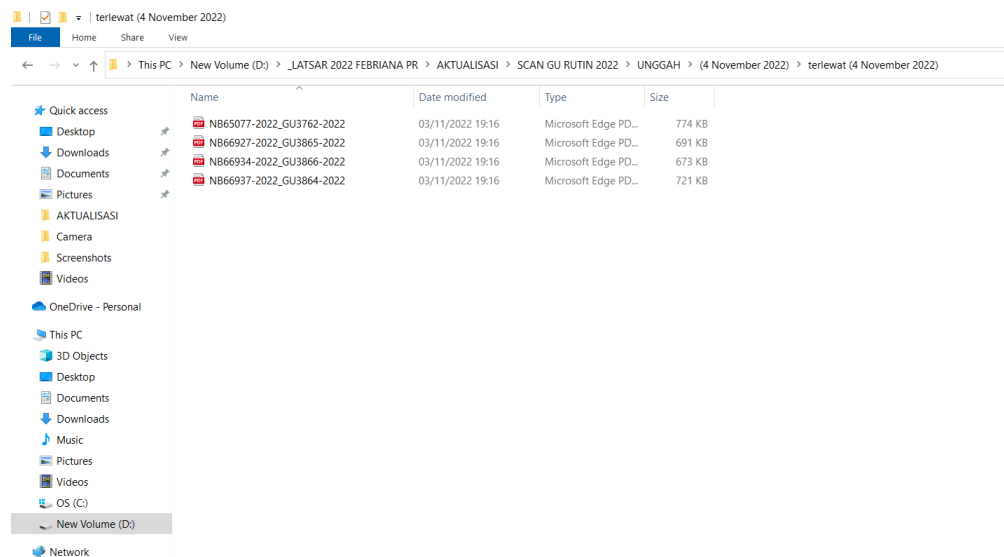 terlewat (4 November 2022)
File Home Share View
This PC > New Volume (D:) > _LATSAR 2022 FEBRIANA PR > AKTUALISASI > SCAN GU RUTIN 2022 > UNGGAH > (4 November 2022) > terlewat (4 November 2022)
Name Date modified Type Size
NB65077-2022_GU3762-2022 03/11/2022 19:16 Microsoft Edge PD... 774 KB
NB66927-2022_GU3865-2022 03/11/2022 19:16 Microsoft Edge PD... 691 KB
NB66934-2022_GU3866-2022 03/11/2022 19:16 Microsoft Edge PD... 673 KB
NB66937-2022_GU3864-2022 03/11/2022 19:16 Microsoft Edge PD... 721 KB
Quick access
Desktop
Downloads
Documents
Pictures
AKTUALISASI
Camera
Screenshots
Videos
OneDrive - Personal
This PC
3D Objects
Desktop
Documents
Downloads
Music
Pictures
Videos
OS (C:)
New Volume (D:)
Network